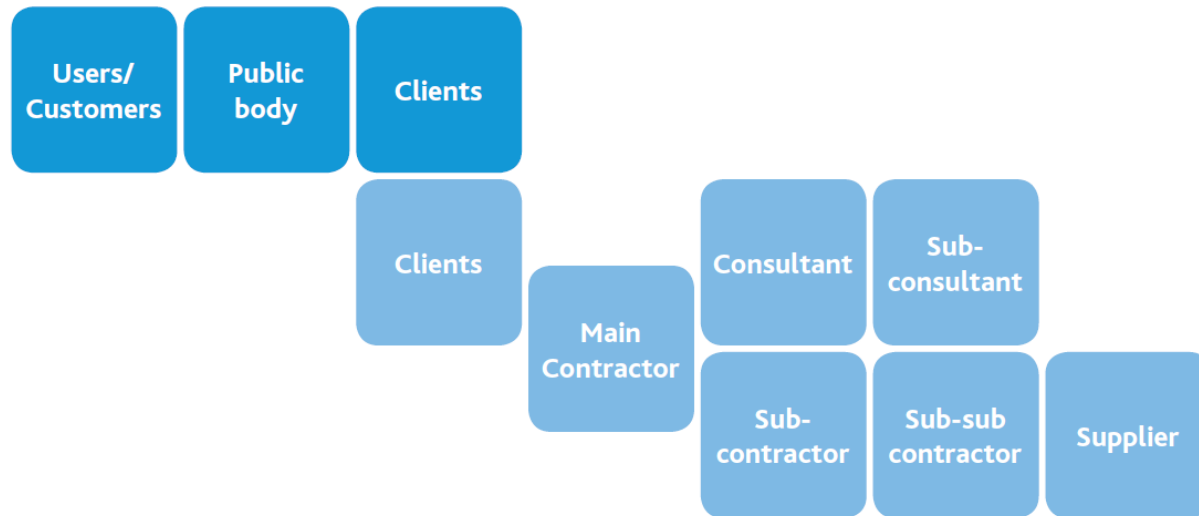 Users/
Customers
Public
body
Clients
Clients
Consultant
Sub-
consultant
Main
Contractor
Sub-
contractor
Sub-sub
contractor
Supplier